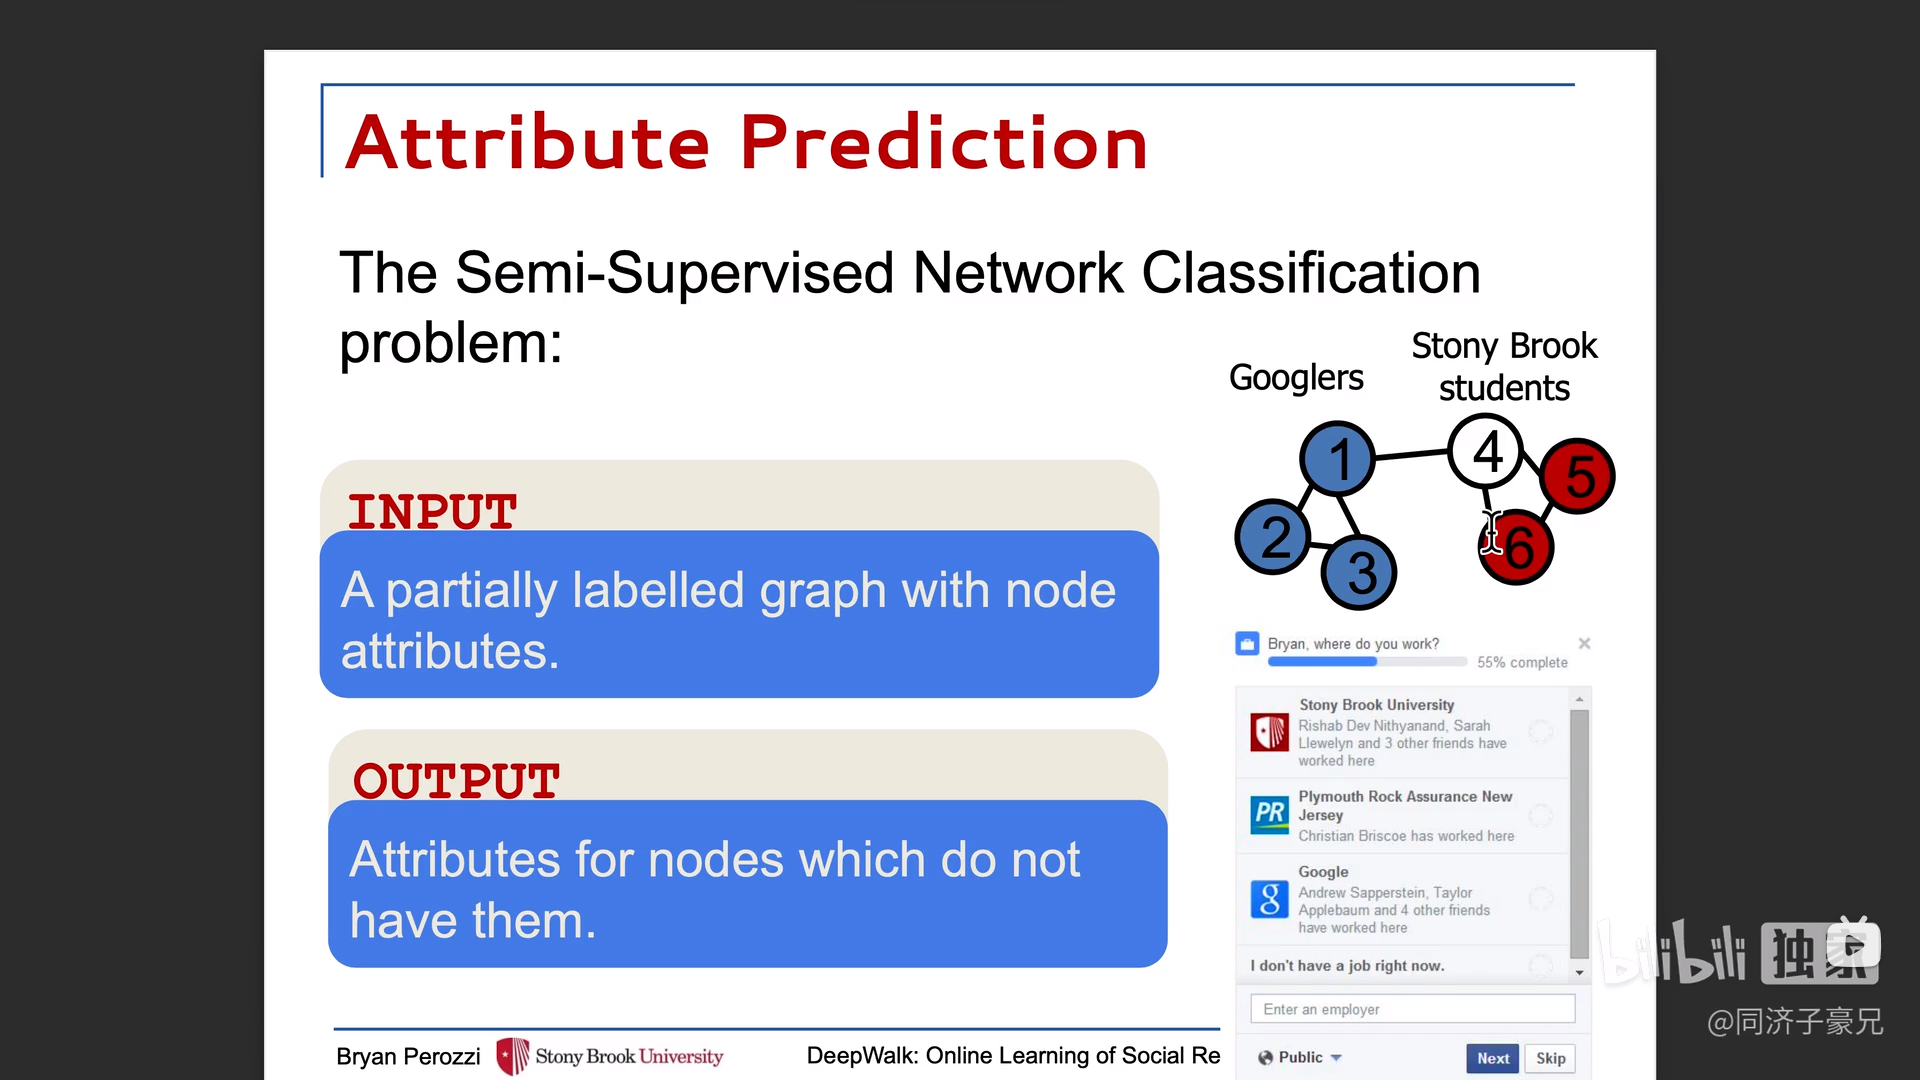 Attribute Prediction
The Semi-Supervised Network Classification
problem:
Googlers
Stony Brook
students
1
4
5
2
3
6
INPUT
A partially labelled graph with node
attributes.
OUTPUT
Attributes for nodes which do not
have them.
Bryan, where do you work?
55% complete
Stony Brook University
Rishab Dev Nithyanand, Sarah
Llewelyn and 3 other friends have
worked here
PR
Plymouth Rock Assurance New
Jersey
Christian Briscoe has worked here
g
Google
Andrew Sapperstein, Taylor
Applebaum and 4 other friends
have worked here
I don't have a job right now.
Enter an employer
Public
Next
Skip
Bryan Perozzi
Stony Brook University
DeepWalk: Online Learning of Social Re
bilibili 独家
@同济子豪兄